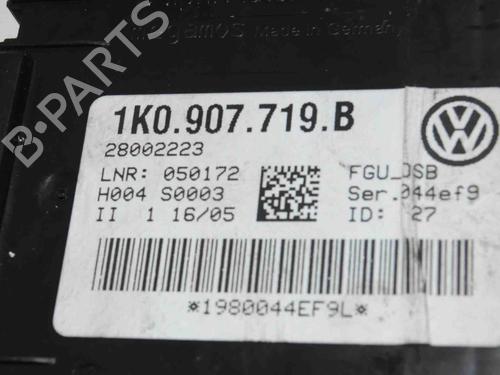 Made in Germany
1K0.907.719.B
28002223
LNR: 050172
FGU_DSB
H004 S0003
Ser.044ef9
II 1 16/05
ID: 27
*1980044EF9L*